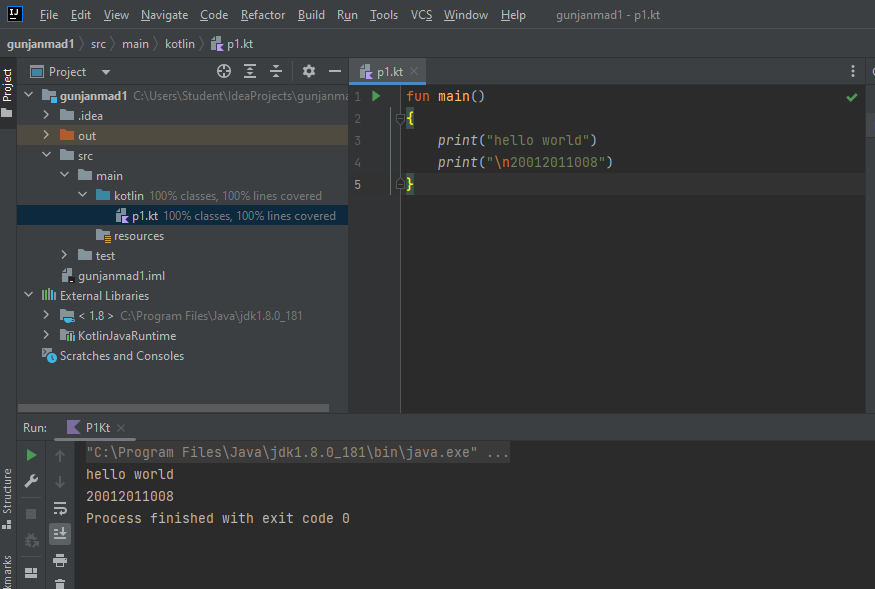 File Edit View Navigate Code Refactor Build Run Tools VCS Window Help gunjanmad1 - p1.kt
gunjanmad1 src main kotlin p1.kt
Project
Project
p1.kt
gunjanmad1 C:\Users\Student\IdeaProjects\gunjanma
.idea
out
src
main
kotlin 100% classes, 100% lines covered
p1.kt 100% classes, 100% lines covered
resources
test
gunjanmad1.iml
External Libraries
< 1.8 > C:\Program Files\Java\jdk1.8.0_181
KotlinJavaRuntime
Scratches and Consoles
1 fun main()
2 {
3 print("hello world")
4 print("\n20012011008")
5 }
Run: P1Kt
"C:\Program Files\Java\jdk1.8.0_181\bin\java.exe" ...
hello world
20012011008
Process finished with exit code 0
Structure
kmarks